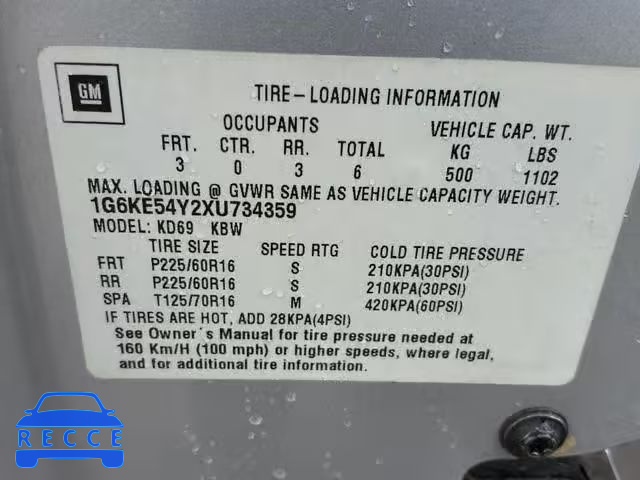 GM
TIRE-LOADING INFORMATION
OCCUPANTS VEHICLE CAP. WT.
FRT. CTR. RR. TOTAL KG LBS
3 0 3 6 500 1102
MAX. LOADING @ GVWR SAME AS VEHICLE CAPACITY WEIGHT.
1G6KE54Y2XU734359
MODEL: KD69 KBW
TIRE SIZE SPEED RTG COLD TIRE PRESSURE
FRT P225/60R16 S 210KPA(30PSI)
RR P225/60R16 S 210KPA(30PSI)
SPA T125/70R16 M 420KPA(60PSI)
IF TIRES ARE HOT, ADD 28KPA(4PSI)
See Owner's Manual for tire pressure needed at
160 Km/H (100 mph) or higher speeds, where legal,
and for additional tire information.
RECCE